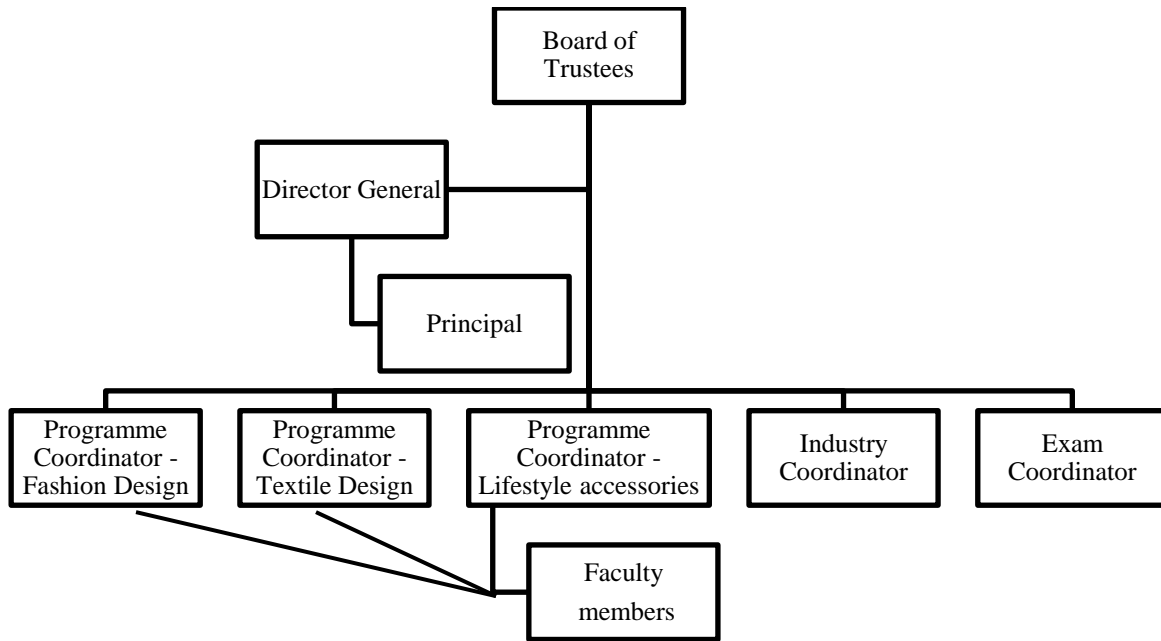 Board of
Trustees
Director General
Principal
Programme
Coordinator -
Fashion Design
Programme
Coordinator -
Textile Design
Programme
Coordinator -
Lifestyle accessories
Industry
Coordinator
Exam
Coordinator
Faculty
members